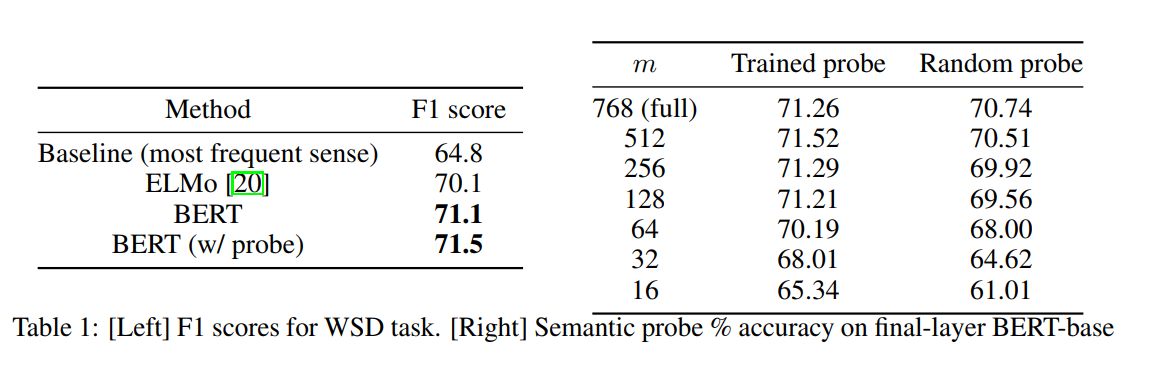 Method F1 score
Baseline (most frequent sense) 64.8
ELMo [20] 70.1
BERT 71.1
BERT (w/ probe) 71.5
m Trained probe Random probe
768 (full) 71.26 70.74
512 71.52 70.51
256 71.29 69.92
128 71.21 69.56
64 70.19 68.00
32 68.01 64.62
16 65.34 61.01
Table 1: [Left] F1 scores for WSD task. [Right] Semantic probe % accuracy on final-layer BERT-base